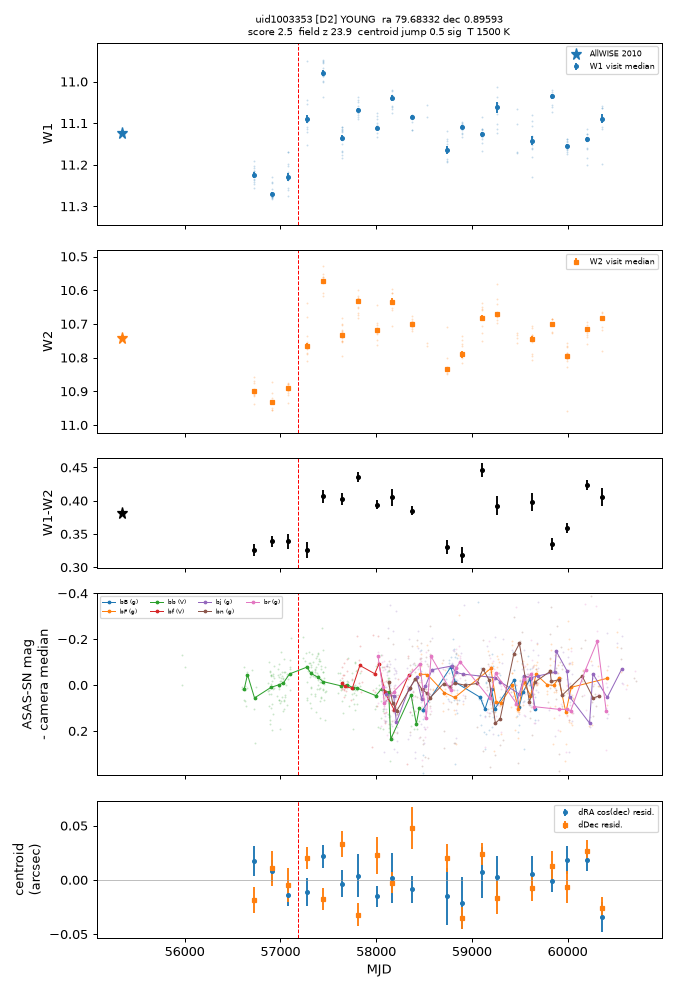 uid1003353 [D2] YOUNG  ra 79.68332 dec 0.89593
score 2.5  field z 23.9  centroid jump 0.5 sig  T 1500 K
AllWISE 2010
W1 visit median
11.0
11.1
11.2
11.3
W1
W2 visit median
10.5
10.6
10.7
10.8
10.9
11.0
W2
0.45
0.40
0.35
0.30
W1-W2
bB (g)
bF (g)
bb (V)
bf (V)
bj (g)
bn (g)
br (g)
−0.4
−0.2
0.0
0.2
ASAS-SN mag
- camera median
dRA cos(dec) resid.
dDec resid.
0.05
0.00
−0.05
centroid
(arcsec)
56000
57000
58000
59000
60000
MJD